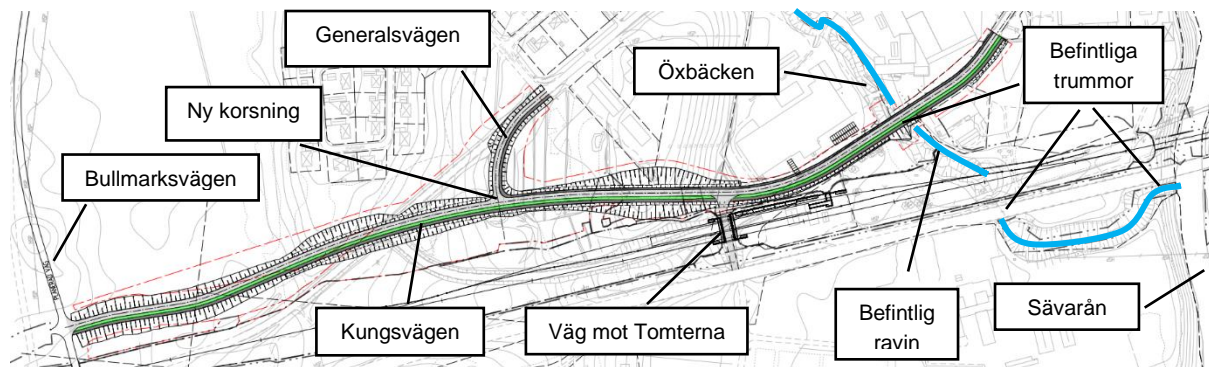 Generalsvägen
Öxbäcken
Befintliga
trummor
Ny korsning
Bullmarksvägen
Kungsvägen
Väg mot Tomterna
Befintlig
ravin
Sävarån